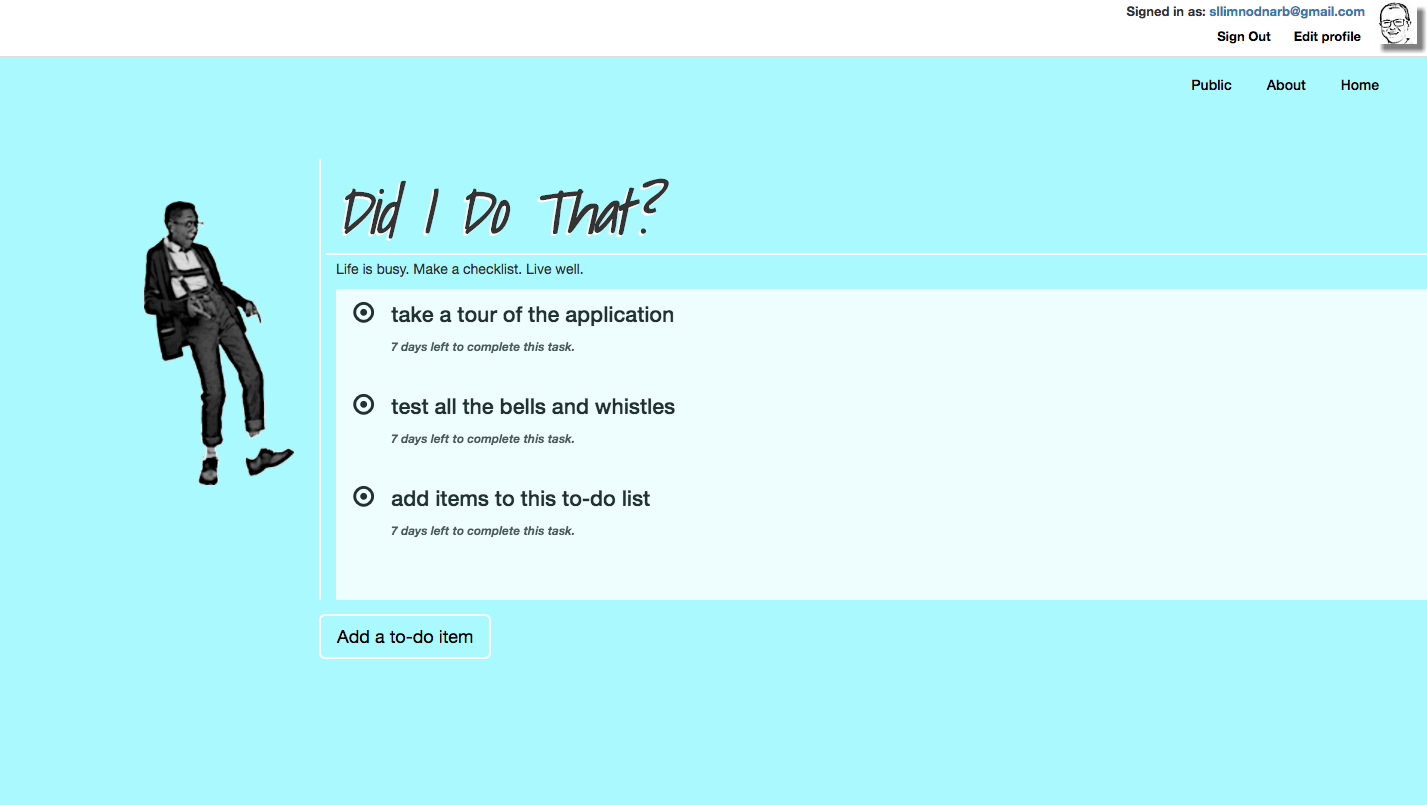 Signed in as: sllimnodnarb@gmail.com
Sign Out Edit profile
Public About Home
Did I Do That?
Life is busy. Make a checklist. Live well.
take a tour of the application
7 days left to complete this task.
test all the bells and whistles
7 days left to complete this task.
add items to this to-do list
7 days left to complete this task.
Add a to-do item